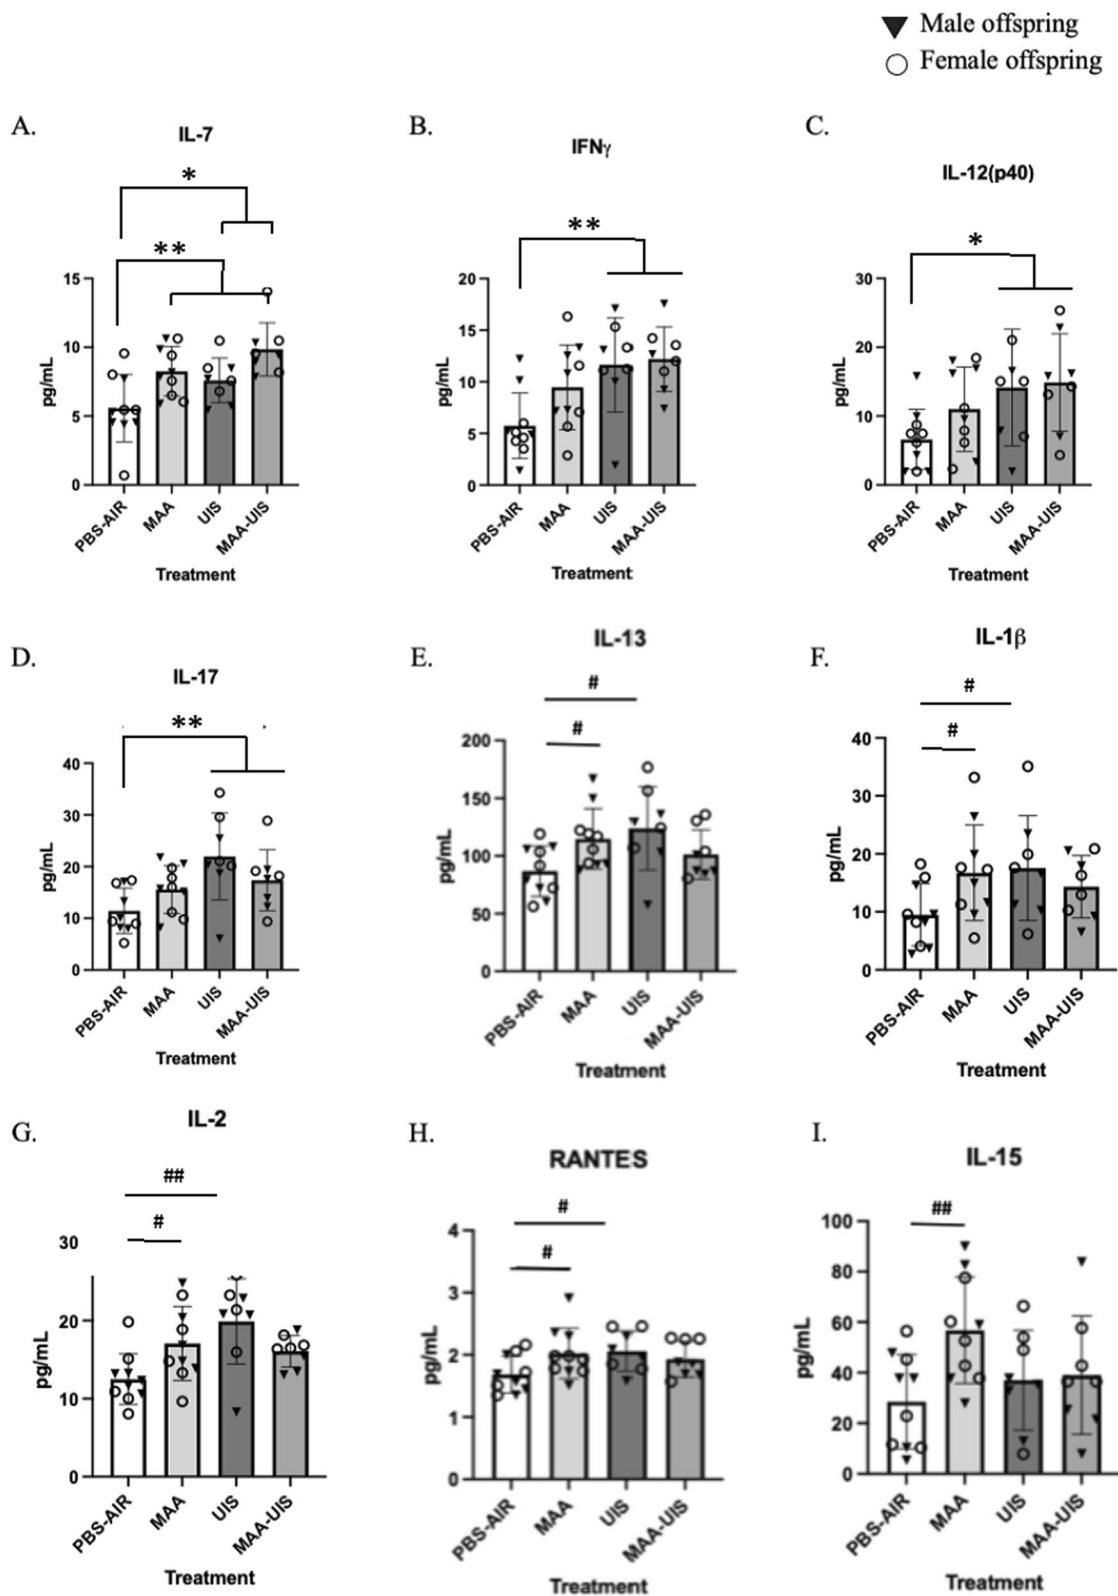 Male offspring
Female offspring
A.
IL-7
*
**
15
10
5
0
pg/mL
PBS-AIR
MAA
UIS
MAA-UIS
Treatment
B.
IFNγ
**
20
15
10
5
0
pg/mL
PBS-AIR
MAA
UIS
MAA-UIS
Treatment
C.
IL-12(p40)
*
30
20
10
0
pg/mL
PBS-AIR
MAA
UIS
MAA-UIS
Treatment
D.
IL-17
**
40
30
20
10
0
pg/mL
PBS-AIR
MAA
UIS
MAA-UIS
Treatment
E.
IL-13
#
#
200
150
100
50
0
pg/mL
PBS-AIR
MAA
UIS
MAA-UIS
Treatment
F.
IL-1β
#
#
40
30
20
10
0
pg/mL
PBS-AIR
MAA
UIS
MAA-UIS
Treatment
G.
IL-2
##
#
30
20
10
0
pg/mL
PBS-AIR
MAA
UIS
MAA-UIS
Treatment
H.
RANTES
#
#
4
3
2
1
0
pg/mL
PBS-AIR
MAA
UIS
MAA-UIS
Treatment
I.
IL-15
##
100
80
60
40
20
0
pg/mL
PBS-AIR
MAA
UIS
MAA-UIS
Treatment